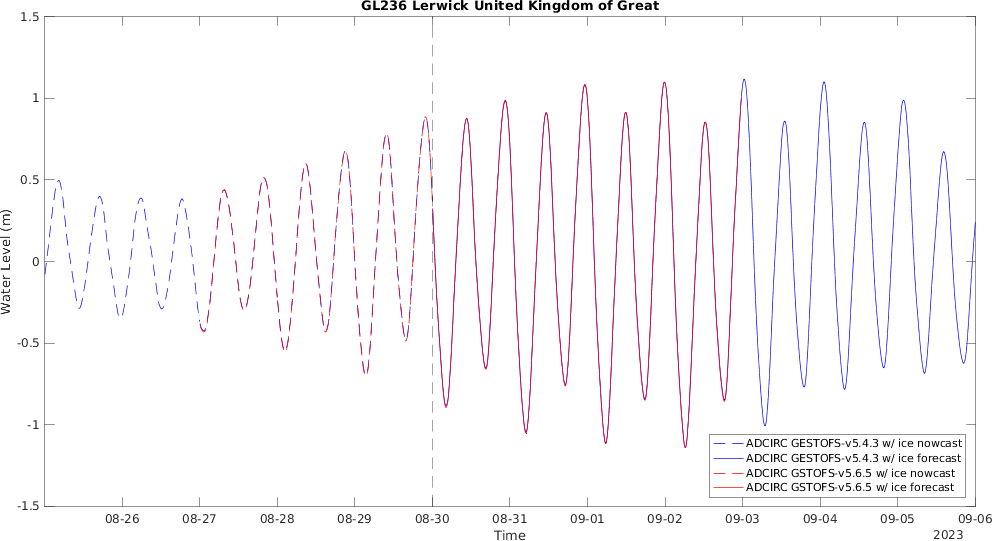 GL236 Lerwick United Kingdom of Great
1.5
1
0.5
0
-0.5
-1
-1.5
Water Level (m)
ADCIRC GESTOFS-v5.4.3 w/ ice nowcast
ADCIRC GESTOFS-v5.4.3 w/ ice forecast
ADCIRC GSTOFS-v5.6.5 w/ ice nowcast
ADCIRC GSTOFS-v5.6.5 w/ ice forecast
08-26 08-27 08-28 08-29 08-30 08-31 09-01 09-02 09-03 09-04 09-05 09-06
Time
2023